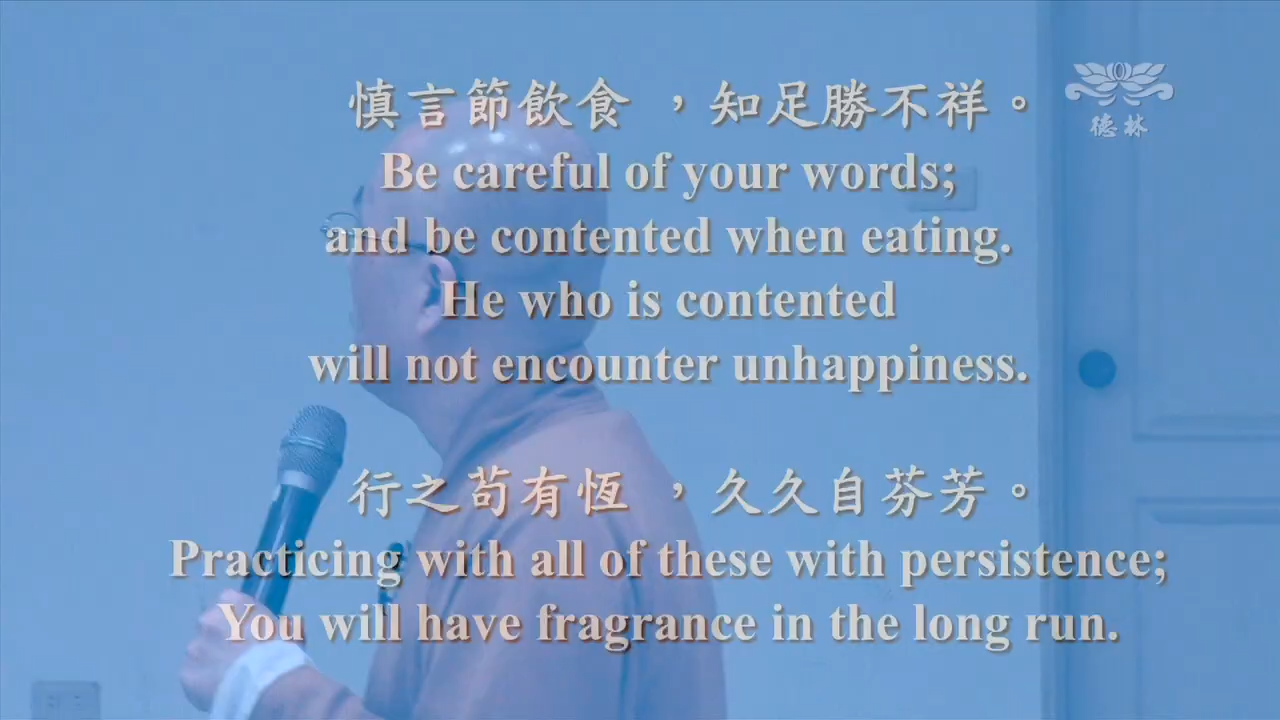 慎言節飲食，知足勝不祥。
德林
Be careful of your words;
and be contented when eating.
He who is contented
will not encounter unhappiness.
行之苟有恆，久久自芬芳。
Practicing with all of these with persistence;
You will have fragrance in the long run.